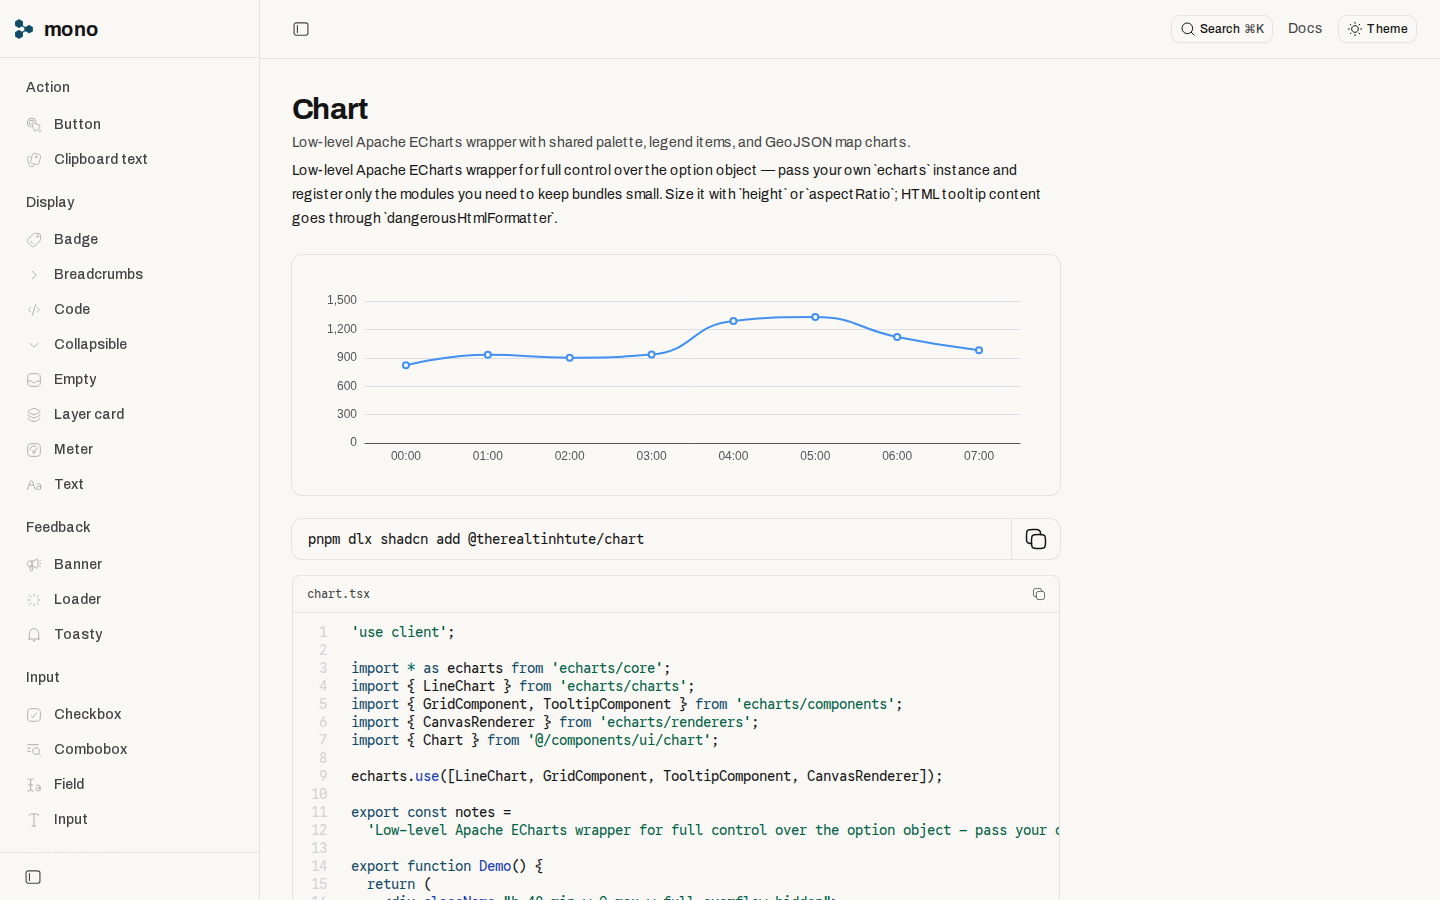 mono
Search ⌘K
Docs
Theme
Action
Button
Clipboard text
Display
Badge
Breadcrumbs
Code
Collapsible
Empty
Layer card
Meter
Text
Feedback
Banner
Loader
Toasty
Input
Checkbox
Combobox
Field
Input
Chart
Low-level Apache ECharts wrapper with shared palette, legend items, and GeoJSON map charts.
Low-level Apache ECharts wrapper for full control over the option object — pass your own `echarts` instance and
register only the modules you need to keep bundles small. Size it with `height` or `aspectRatio`; HTML tooltip content
goes through `dangerousHtmlFormatter`.
1,500
1,200
900
600
300
0
00:00 01:00 02:00 03:00 04:00 05:00 06:00 07:00
pnpm dlx shadcn add @therealtinhtute/chart
chart.tsx
1 'use client';
2
3 import * as echarts from 'echarts/core';
4 import { LineChart } from 'echarts/charts';
5 import { GridComponent, TooltipComponent } from 'echarts/components';
6 import { CanvasRenderer } from 'echarts/renderers';
7 import { Chart } from '@/components/ui/chart';
8
9 echarts.use([LineChart, GridComponent, TooltipComponent, CanvasRenderer]);
10
11 export const notes =
12 'Low-level Apache ECharts wrapper for full control over the option object — pass your
13
14 export function Demo() {
15 return (